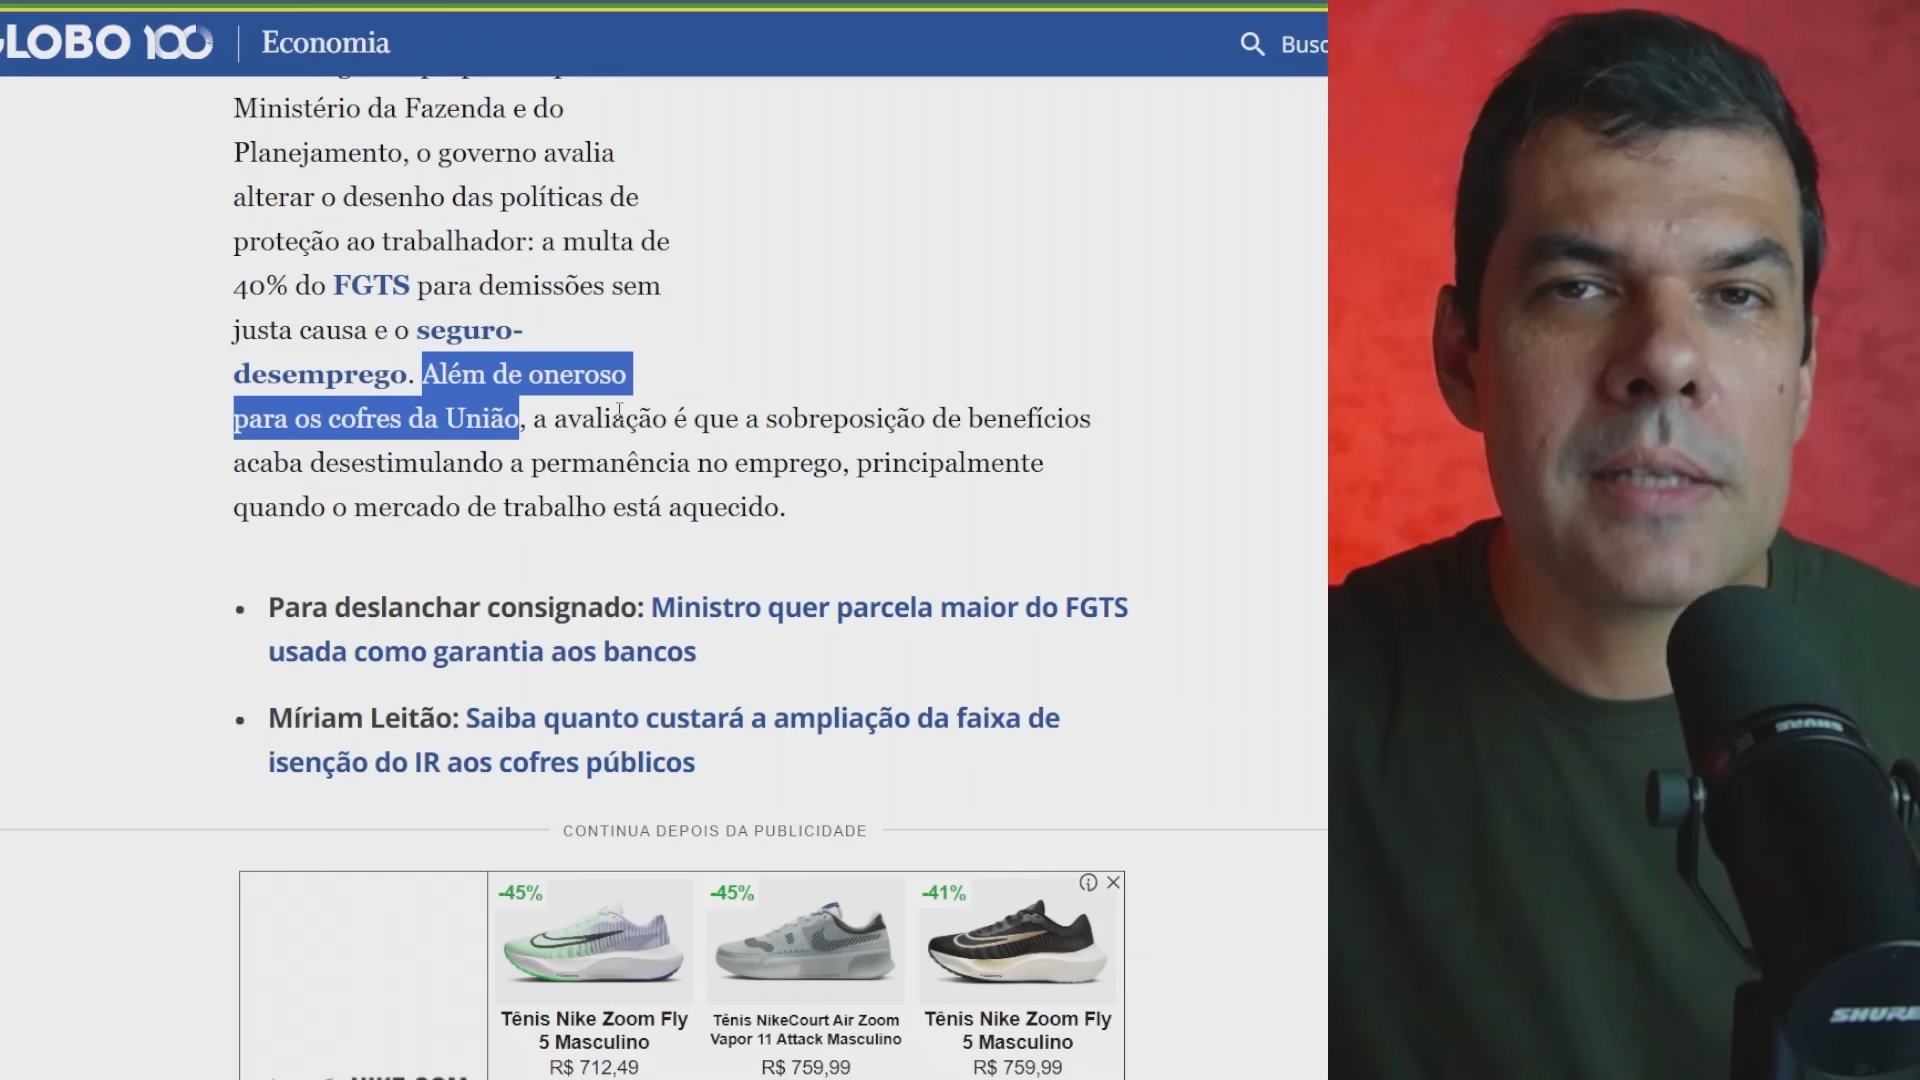 LOBO 100
Economia
Busc
Ministério da Fazenda e do
Planejamento, o governo avalia
alterar o desenho das políticas de
proteção ao trabalhador: a multa de
40% do FGTS para demissões sem
justa causa e o seguro-
desemprego. Além de oneroso
para os cofres da União, a avaliação é que a sobreposição de benefícios
acaba desestimulando a permanência no emprego, principalmente
quando o mercado de trabalho está aquecido.
• Para deslanchar consignado: Ministro quer parcela maior do FGTS
usada como garantia aos bancos
• Míriam Leitão: Saiba quanto custará a ampliação da faixa de
isenção do IR aos cofres públicos
CONTINUA DEPOIS DA PUBLICIDADE
-45%
Tênis Nike Zoom Fly
5 Masculino
R$ 712,49
-45%
Tênis NikeCourt Air Zoom
Vapor 11 Attack Masculino
R$ 759,99
-41%
Tênis Nike Zoom Fly
5 Masculino
R$ 759,99
SHURE